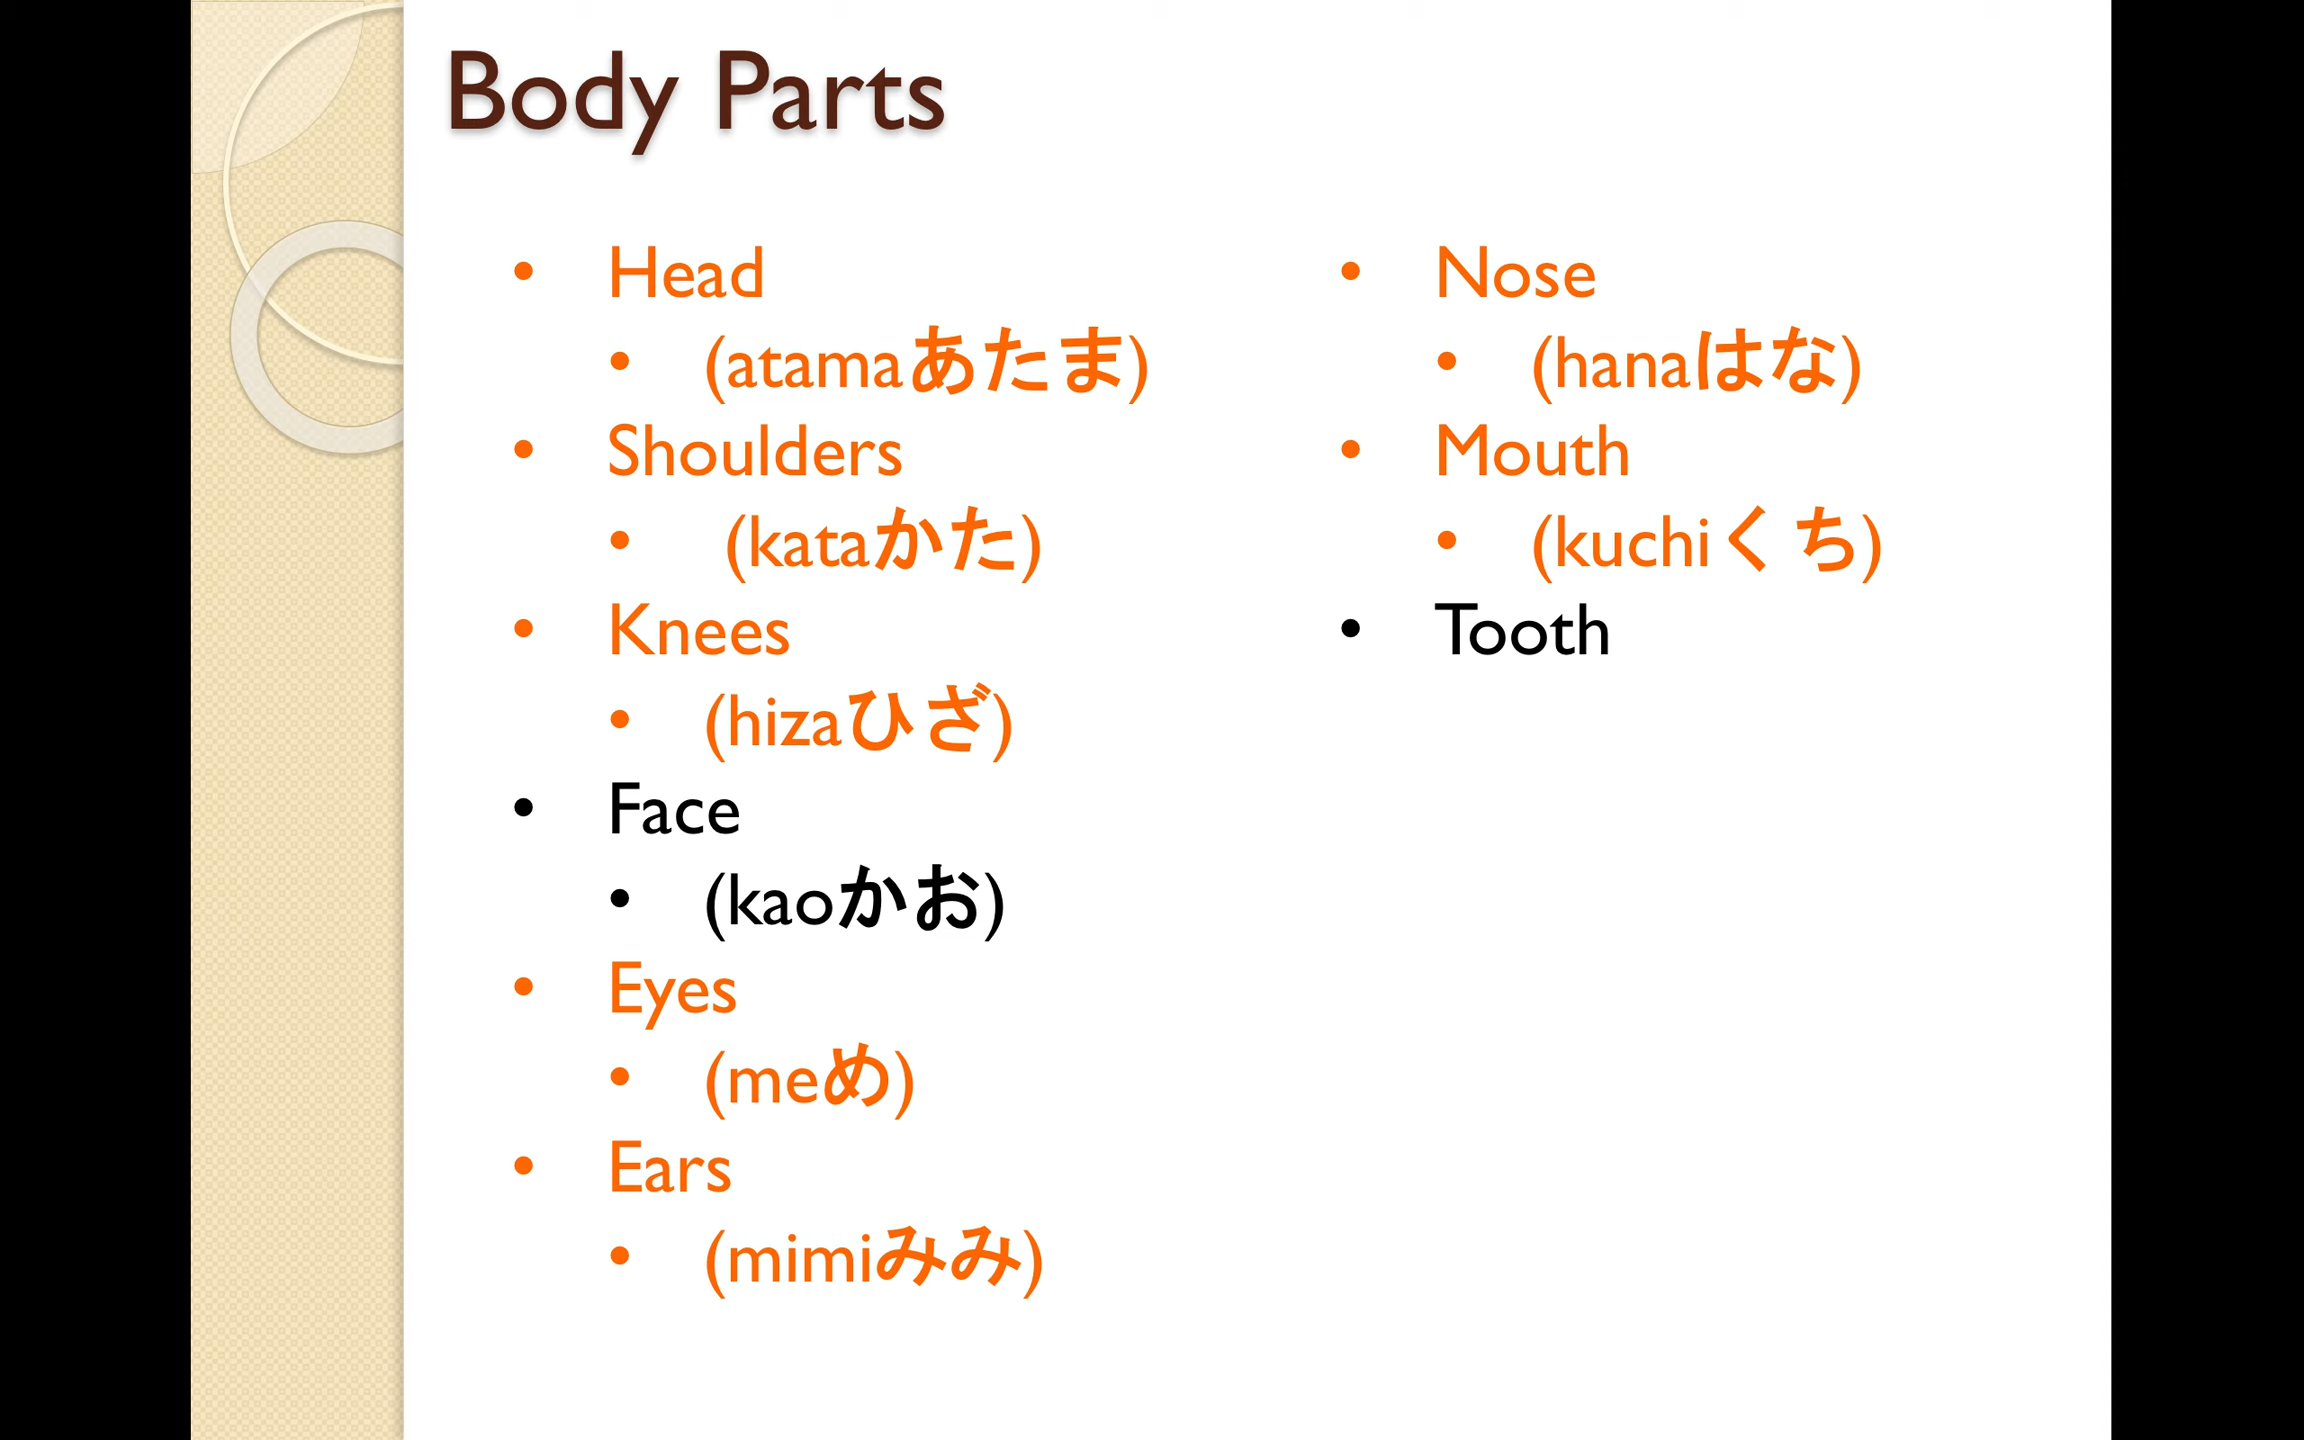 Body Parts
Head
(atamaあたま)
Shoulders
(kataかた)
Knees
(hizaひざ)
Face
(kaoかお)
Eyes
(meめ)
Ears
(mimiみみ)
Nose
(hanaはな)
Mouth
(kuchiくち)
Tooth